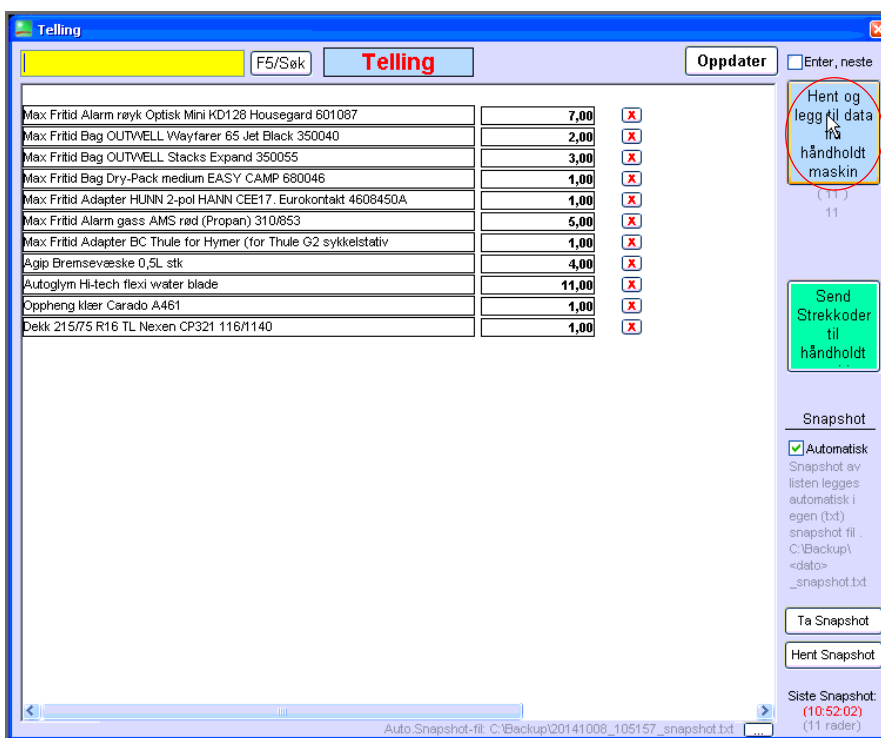 Telling
F5/Søk
Telling
Oppdater
Enter, neste
Max Fritid Alarm røyk Optisk Mini KD128 Housegard 601087 7,00 X
Max Fritid Bag OUTWELL Wayfarer 65 Jet Black 350040 2,00 X
Max Fritid Bag OUTWELL Stacks Expand 350055 3,00 X
Max Fritid Bag Dry-Pack medium EASY CAMP 680046 1,00 X
Max Fritid Adapter HUNN 2-pol HANN CEE17. Eurokontakt 4608450A 1,00 X
Max Fritid Alarm gass AMS rød (Propan) 310/853 5,00 X
Max Fritid Adapter BC Thule for Hymer (for Thule G2 sykkelstativ 1,00 X
Agip Bremsevæske 0,5L stk 4,00 X
Autoglym Hi-tech flexi water blade 11,00 X
Oppheng klær Carado A461 1,00 X
Dekk 215/75 R16 TL Nexen CP321 116/1140 1,00 X
Hent og
legg til data
fra
håndholdt
maskin
( 11 )
11
Send
Strekkoder
til
håndholdt
Snapshot
Automatisk
Snapshot av
listen legges
automatisk i
egen (txt)
snapshot fil .
C:\Backup\
<dato>
_snapshot.txt
Ta Snapshot
Hent Snapshot
Siste Snapshot:
(10:52:02)
(11 rader)
Auto.Snapshot-fil: C:\Backup\20141008_105157_snapshot.txt ...